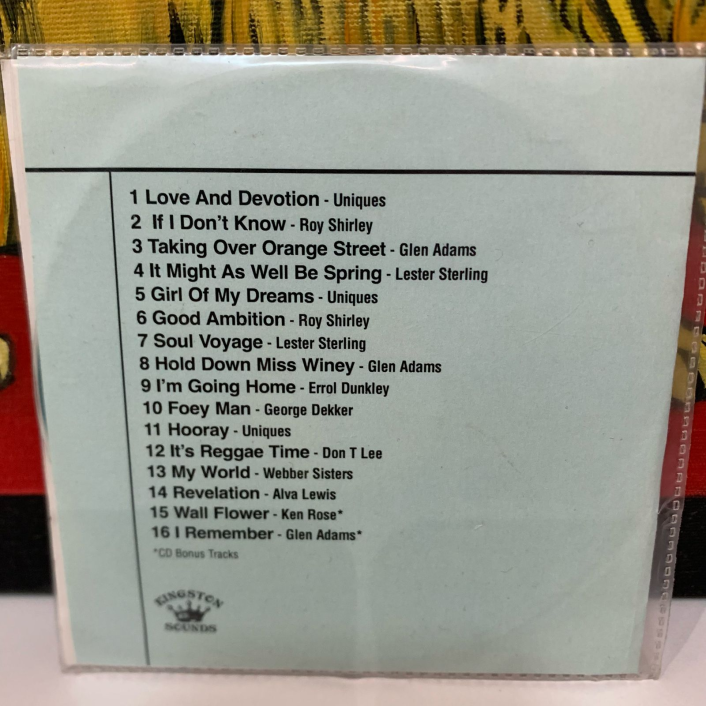 1 Love And Devotion - Uniques
2 If I Don't Know - Roy Shirley
3 Taking Over Orange Street - Glen Adams
4 It Might As Well Be Spring - Lester Sterling
5 Girl Of My Dreams - Uniques
6 Good Ambition - Roy Shirley
7 Soul Voyage - Lester Sterling
8 Hold Down Miss Winey - Glen Adams
9 I'm Going Home - Errol Dunkley
10 Foey Man - George Dekker
11 Hooray - Uniques
12 It's Reggae Time - Don T Lee
13 My World - Webber Sisters
14 Revelation - Alva Lewis
15 Wall Flower - Ken Rose*
16 I Remember - Glen Adams*
*CD Bonus Tracks
KINGSTON
SOUNDS